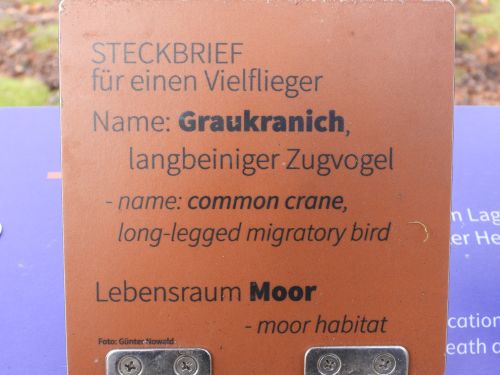 STECKBRIEF
für einen Vielflieger
Name: Graukranich,
langbeiniger Zugvogel
- name: common crane,
long-legged migratory bird
Lebensraum Moor
- moor habitat
Foto: Günter Nowald